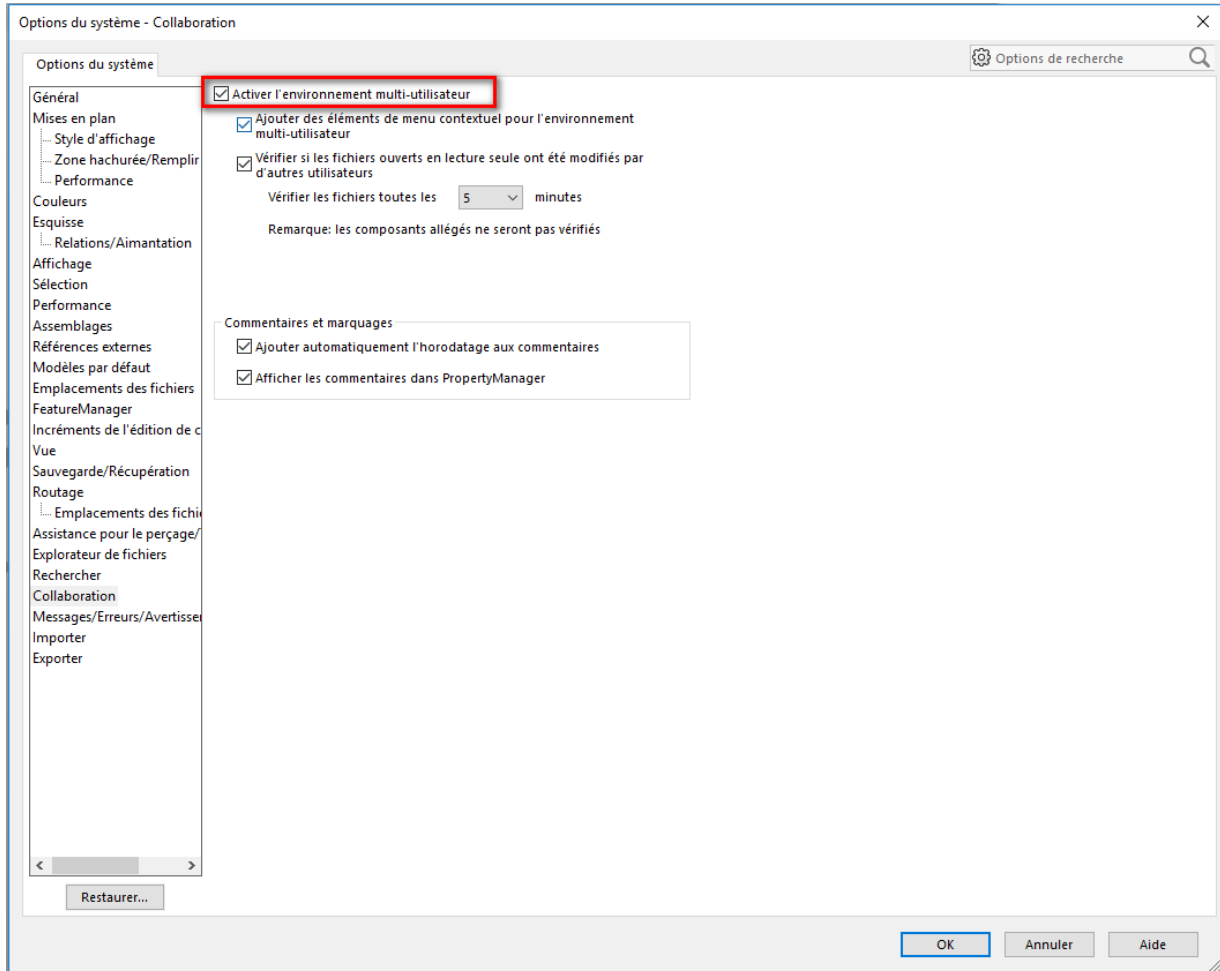 Options du système - Collaboration
Options du système
Options de recherche
Général
Mises en plan
Style d'affichage
Zone hachurée/Remplir
Performance
Couleurs
Esquisse
Relations/Aimantation
Affichage
Sélection
Performance
Assemblages
Références externes
Modèles par défaut
Emplacements des fichiers
FeatureManager
Incréments de l'édition de c
Vue
Sauvegarde/Récupération
Routage
Emplacements des fichi
Assistance pour le perçage/
Explorateur de fichiers
Rechercher
Collaboration
Messages/Erreurs/Avertisse
Importer
Exporter
Restaurer...
Activer l'environnement multi-utilisateur
Ajouter des éléments de menu contextuel pour l'environnement
multi-utilisateur
Vérifier si les fichiers ouverts en lecture seule ont été modifiés par
d'autres utilisateurs
Vérifier les fichiers toutes les 5 minutes
Remarque: les composants allégés ne seront pas vérifiés
Commentaires et marquages
Ajouter automatiquement l'horodatage aux commentaires
Afficher les commentaires dans PropertyManager
OK Annuler Aide